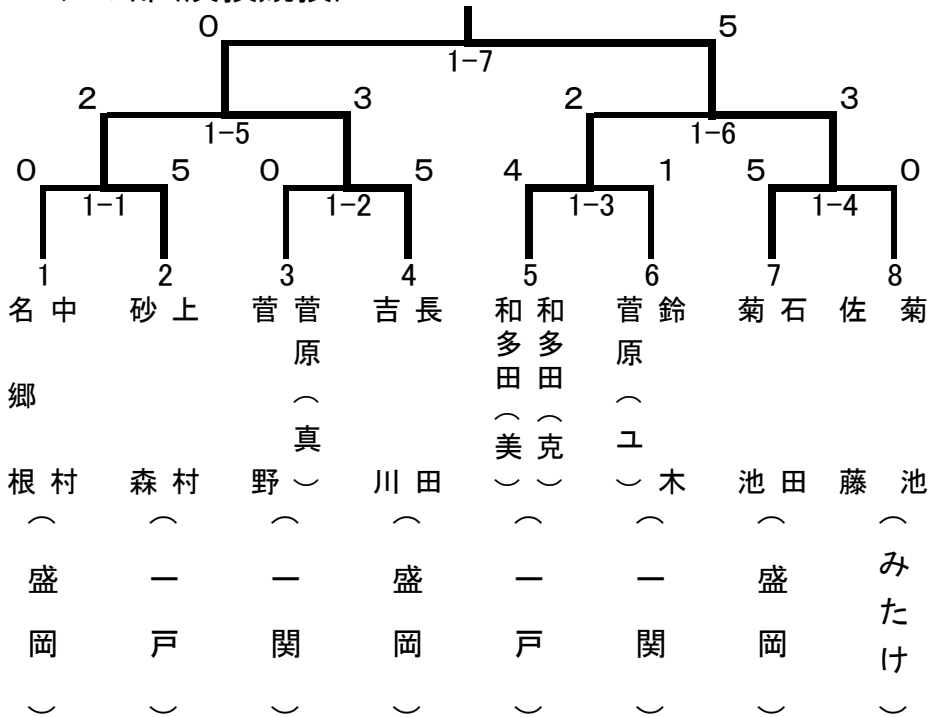 0 5
1-7
2 3 2 3
1-5 1-6
0 5 0 5 4 1 5 0
1-1 1-2 1-3 1-4
1 2 3 4 5 6 7 8
名郷根
中村
(盛岡)
砂森
上村
(一戸)
菅野
菅原(真)
(一関)
吉川
長田
(盛岡)
和多田(美)
和多田(克)
(一戸)
菅原(ユ)
鈴木
(一関)
菊池
石田
(盛岡)
佐藤
菊池
(みたけ)